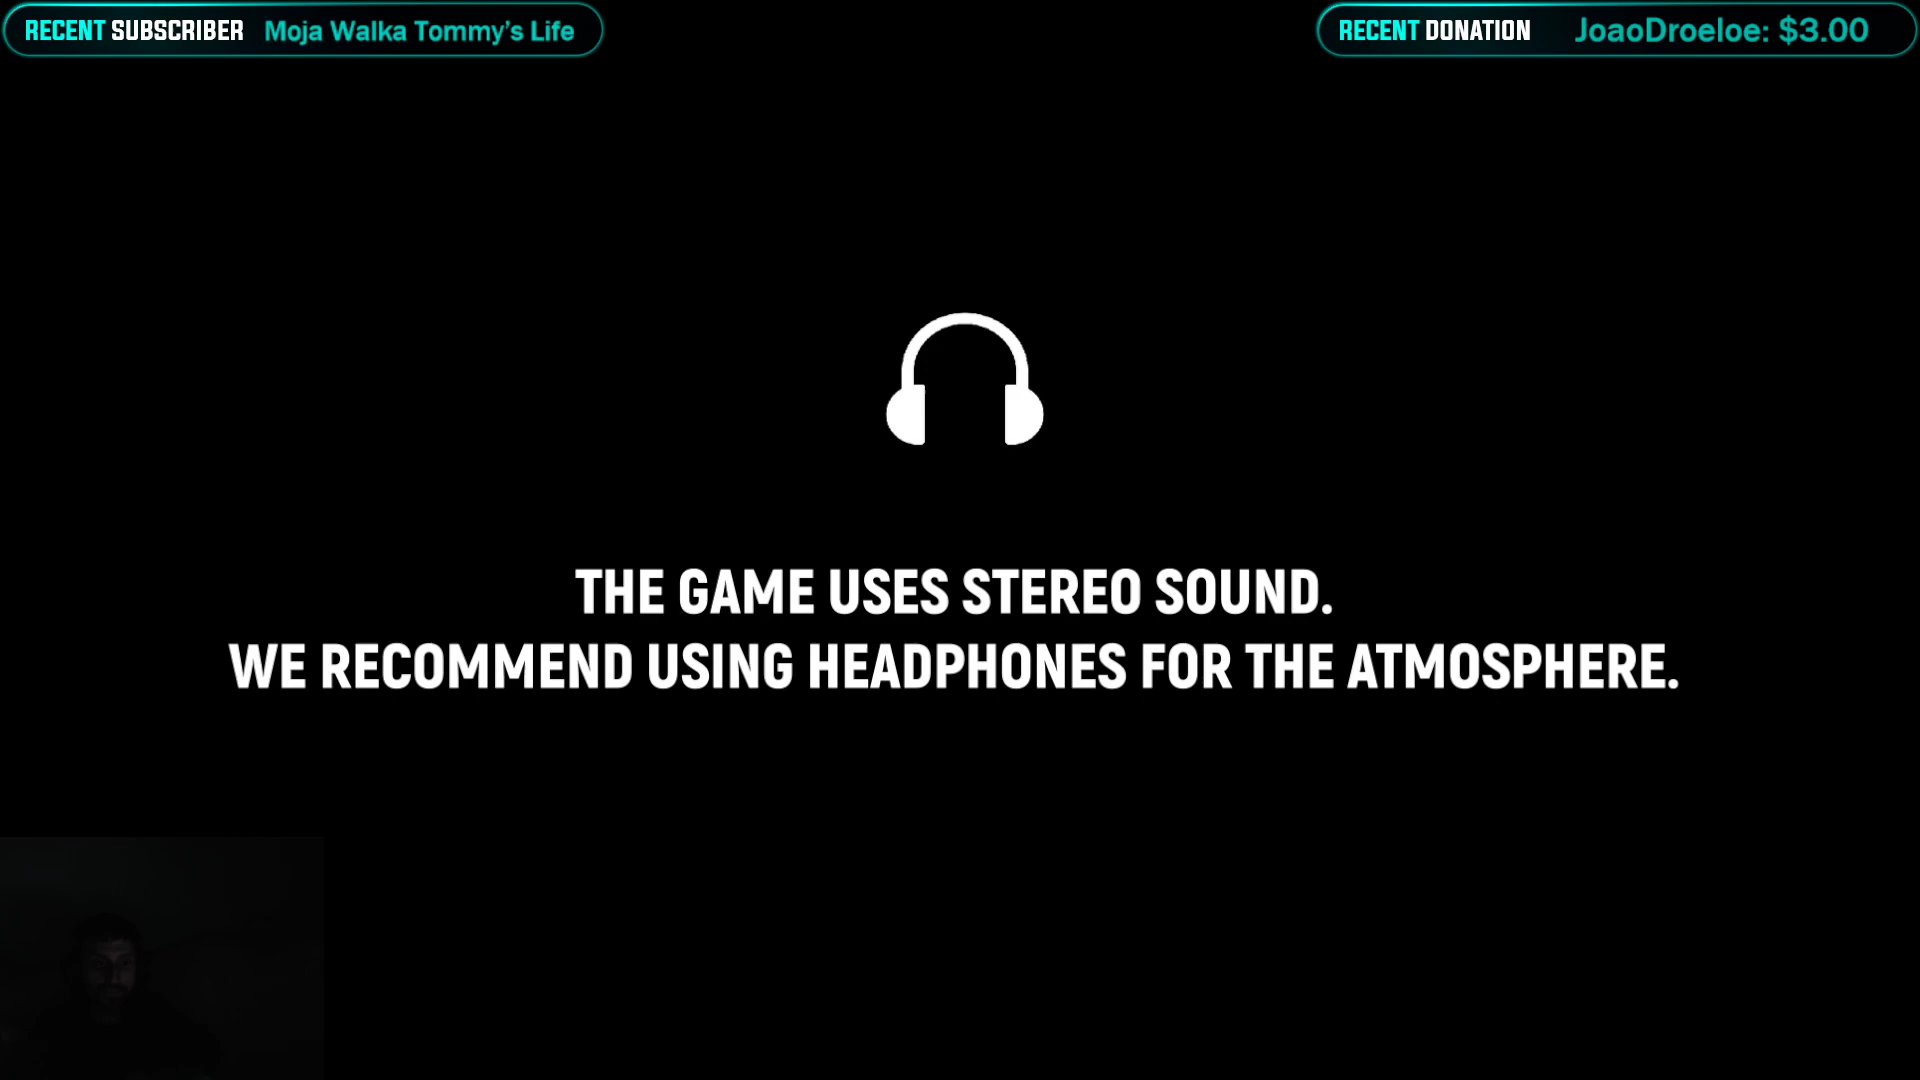 RECENT SUBSCRIBER Moja Walka Tommy's Life
RECENT DONATION JoaoDroeloe: $3.00
THE GAME USES STEREO SOUND.
WE RECOMMEND USING HEADPHONES FOR THE ATMOSPHERE.